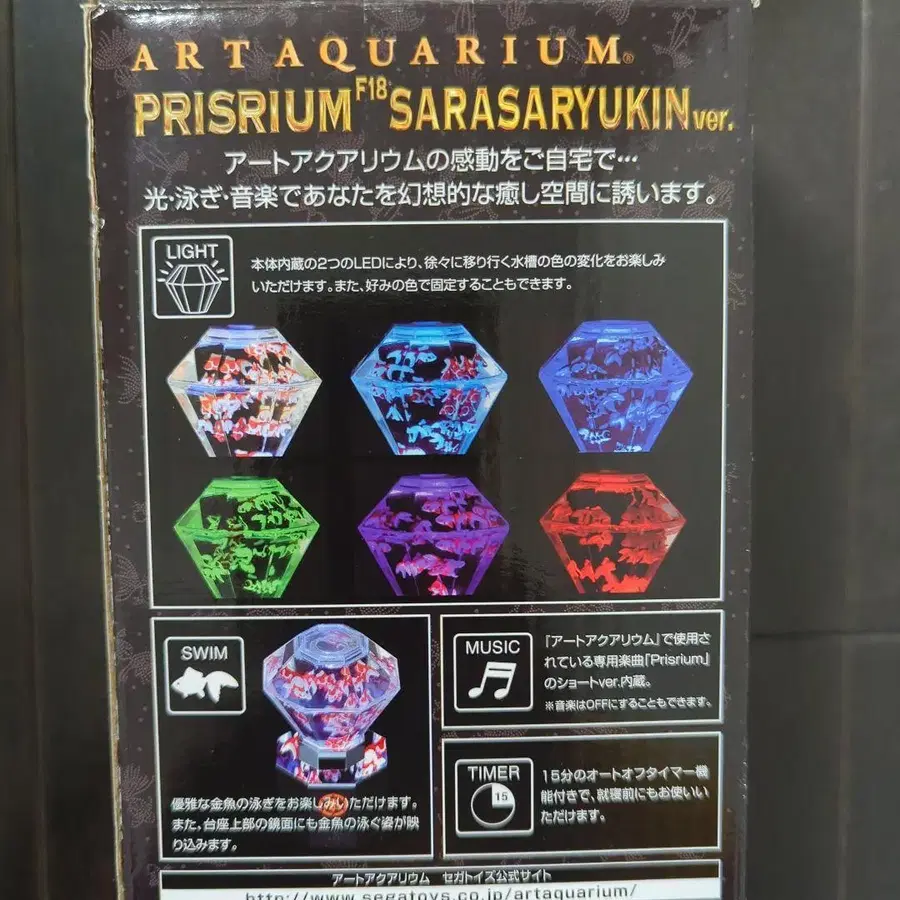 ART AQUARIUM®
PRISRIUM F18 SARASARYUKIN ver.
アートアクアリウムの感動をご自宅で…
光・泳ぎ・音楽であなたを幻想的な癒し空間に誘います。
LIGHT
本体内蔵の2つのLEDにより、徐々に移り行く水槽の色の変化をお楽しみ
いただけます。また、好みの色で固定することもできます。
SWIM
優雅な金魚の泳ぎをお楽しみいただけます。
また、台座上部の鏡面にも金魚の泳ぐ姿が映
り込みます。
MUSIC
『アートアクアリウム』で使用さ
れている専用楽曲「Prisrium」
のショートver.内蔵。
※音楽はOFFにすることもできます。
TIMER
15
15分のオートオフタイマー機
能付きで、就寝前にもお使いい
ただけます。
アートアクアリウム セガトイズ公式サイト
http://www.segatoys.co.jp/artaquarium/